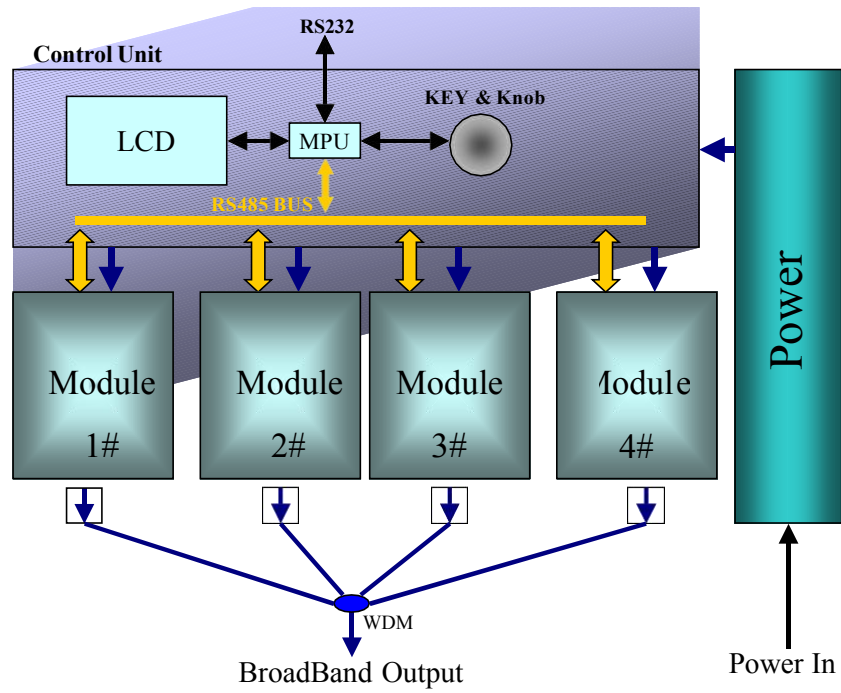 RS232
Control Unit
KEY & Knob
LCD
MPU
RS485 BUS
Power
Module
1#
Module
2#
Module
3#
Module
4#
WDM
BroadBand Output
Power In